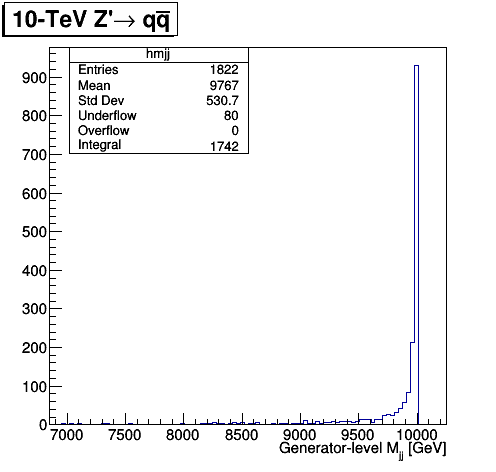 10-TeV Z'→ qq̅
hmjj
Entries 1822
Mean 9767
Std Dev 530.7
Underflow 80
Overflow 0
Integral 1742
900
800
700
600
500
400
300
200
100
0
7000 7500 8000 8500 9000 9500 10000
Generator-level Mjj [GeV]